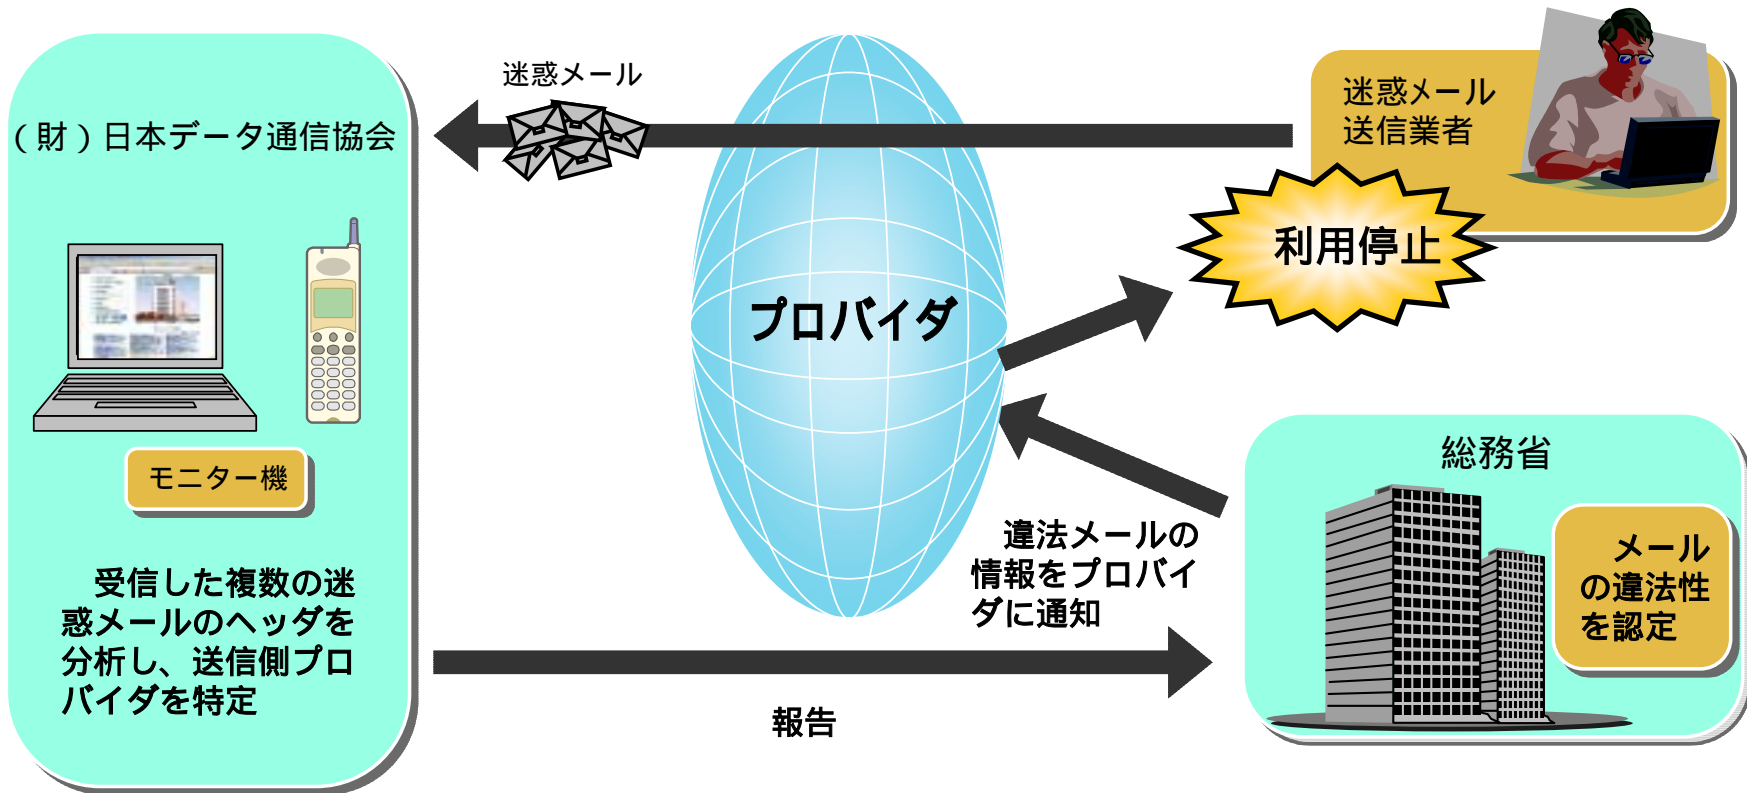 迷惑メール
(財)日本データ通信協会
迷惑メール
送信業者
利用停止
プロバイダ
モニター機
総務省
受信した複数の迷
惑メールのヘッダを
分析し、送信側プロ
バイダを特定
違法メールの
情報をプロバイ
ダに通知
メール
の違法性
を認定
報告